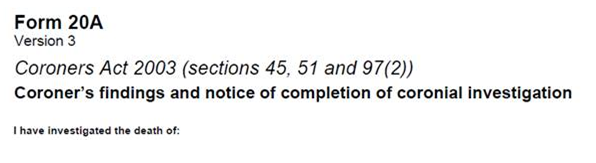 Form 20A
Version 3
Coroners Act 2003 (sections 45, 51 and 97(2))
Coroner's findings and notice of completion of coronial investigation
I have investigated the death of: